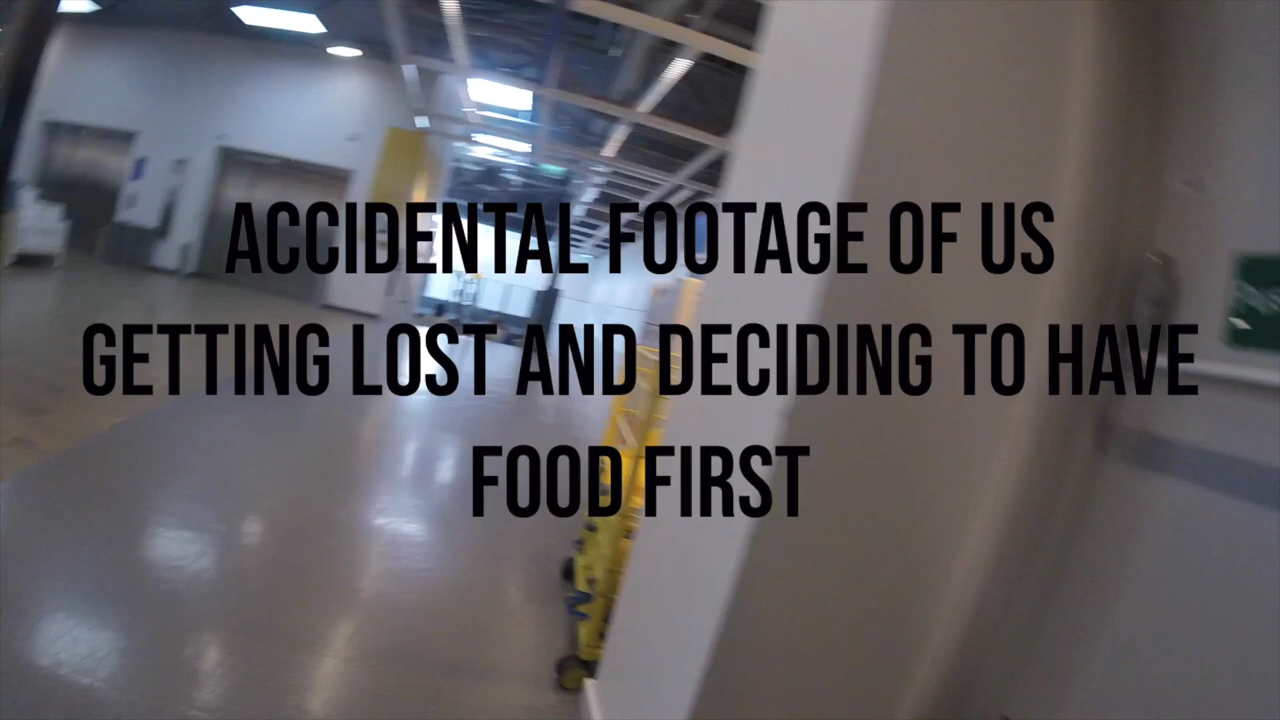 ACCIDENTAL FOOTAGE OF US
GETTING LOST AND DECIDING TO HAVE
FOOD FIRST